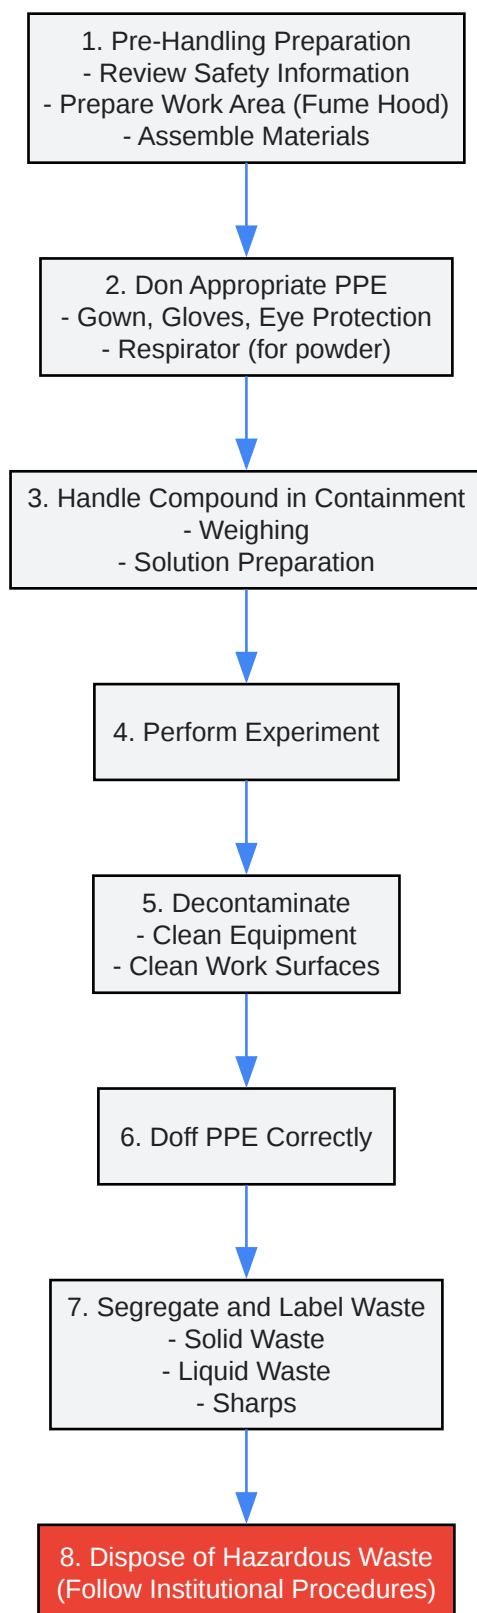 1. Pre-Handling Preparation
- Review Safety Information
- Prepare Work Area (Fume Hood)
- Assemble Materials
2. Don Appropriate PPE
- Gown, Gloves, Eye Protection
- Respirator (for powder)
3. Handle Compound in Containment
- Weighing
- Solution Preparation
4. Perform Experiment
5. Decontaminate
- Clean Equipment
- Clean Work Surfaces
6. Doff PPE Correctly
7. Segregate and Label Waste
- Solid Waste
- Liquid Waste
- Sharps
8. Dispose of Hazardous Waste
(Follow Institutional Procedures)